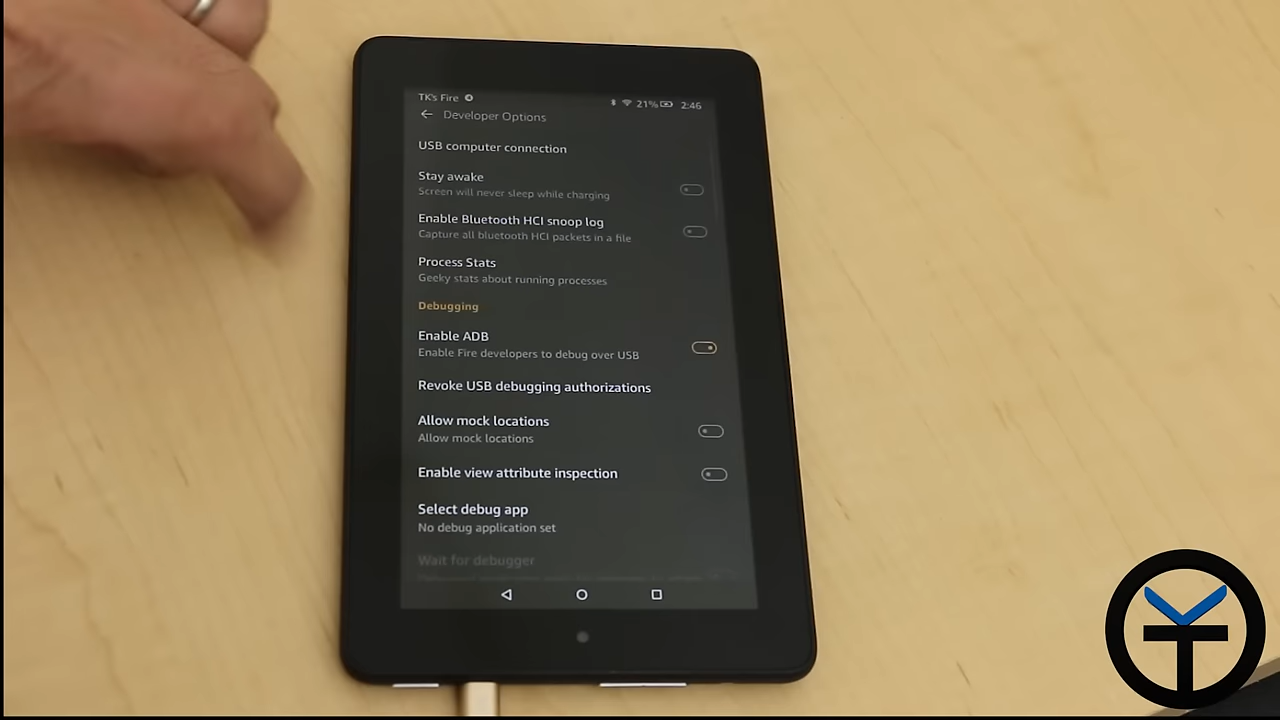 TK's Fire
21% 2:46
Developer Options
USB computer connection
Stay awake
Screen will never sleep while charging
Enable Bluetooth HCI snoop log
Capture all bluetooth HCI packets in a file
Process Stats
Geeky stats about running processes
Debugging
Enable ADB
Enable Fire developers to debug over USB
Revoke USB debugging authorizations
Allow mock locations
Allow mock locations
Enable view attribute inspection
Select debug app
No debug application set
Wait for debugger